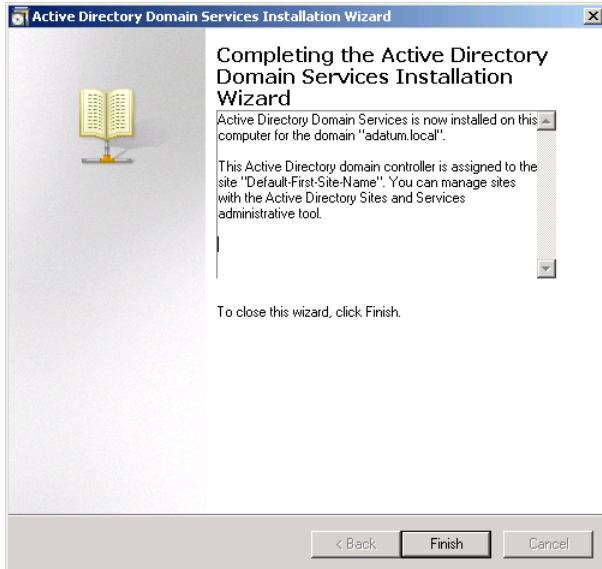 Active Directory Domain Services Installation Wizard
Completing the Active Directory
Domain Services Installation
Wizard
Active Directory Domain Services is now installed on this
computer for the domain "adatum.local".
This Active Directory domain controller is assigned to the
site "Default-First-Site-Name". You can manage sites
with the Active Directory Sites and Services
administrative tool.
To close this wizard, click Finish.
< Back
Finish
Cancel